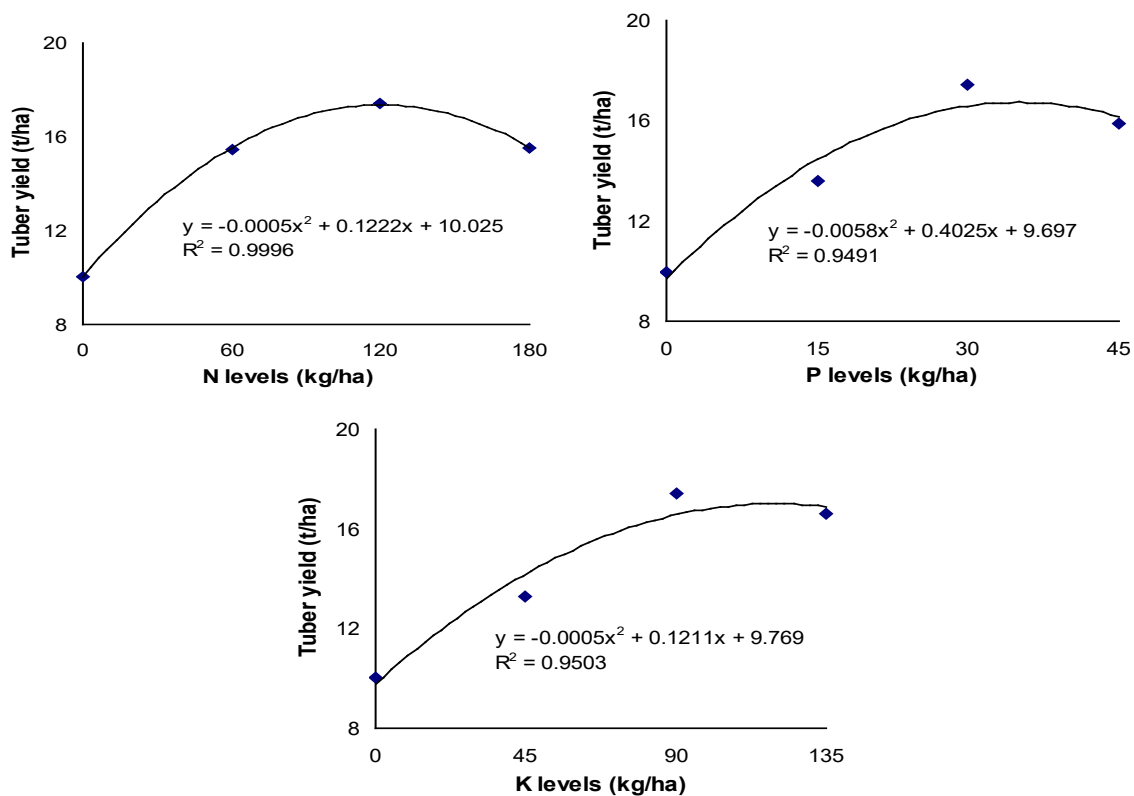 20
16
12
8
Tuber yield (t/ha)
y = -0.0005x² + 0.1222x + 10.025
R² = 0.9996
0 60 120 180
N levels (kg/ha)
20
16
12
8
Tuber yield (t/ha)
y = -0.0058x² + 0.4025x + 9.697
R² = 0.9491
0 15 30 45
P levels (kg/ha)
20
16
12
8
Tuber yield (t/ha)
y = -0.0005x² + 0.1211x + 9.769
R² = 0.9503
0 45 90 135
K levels (kg/ha)